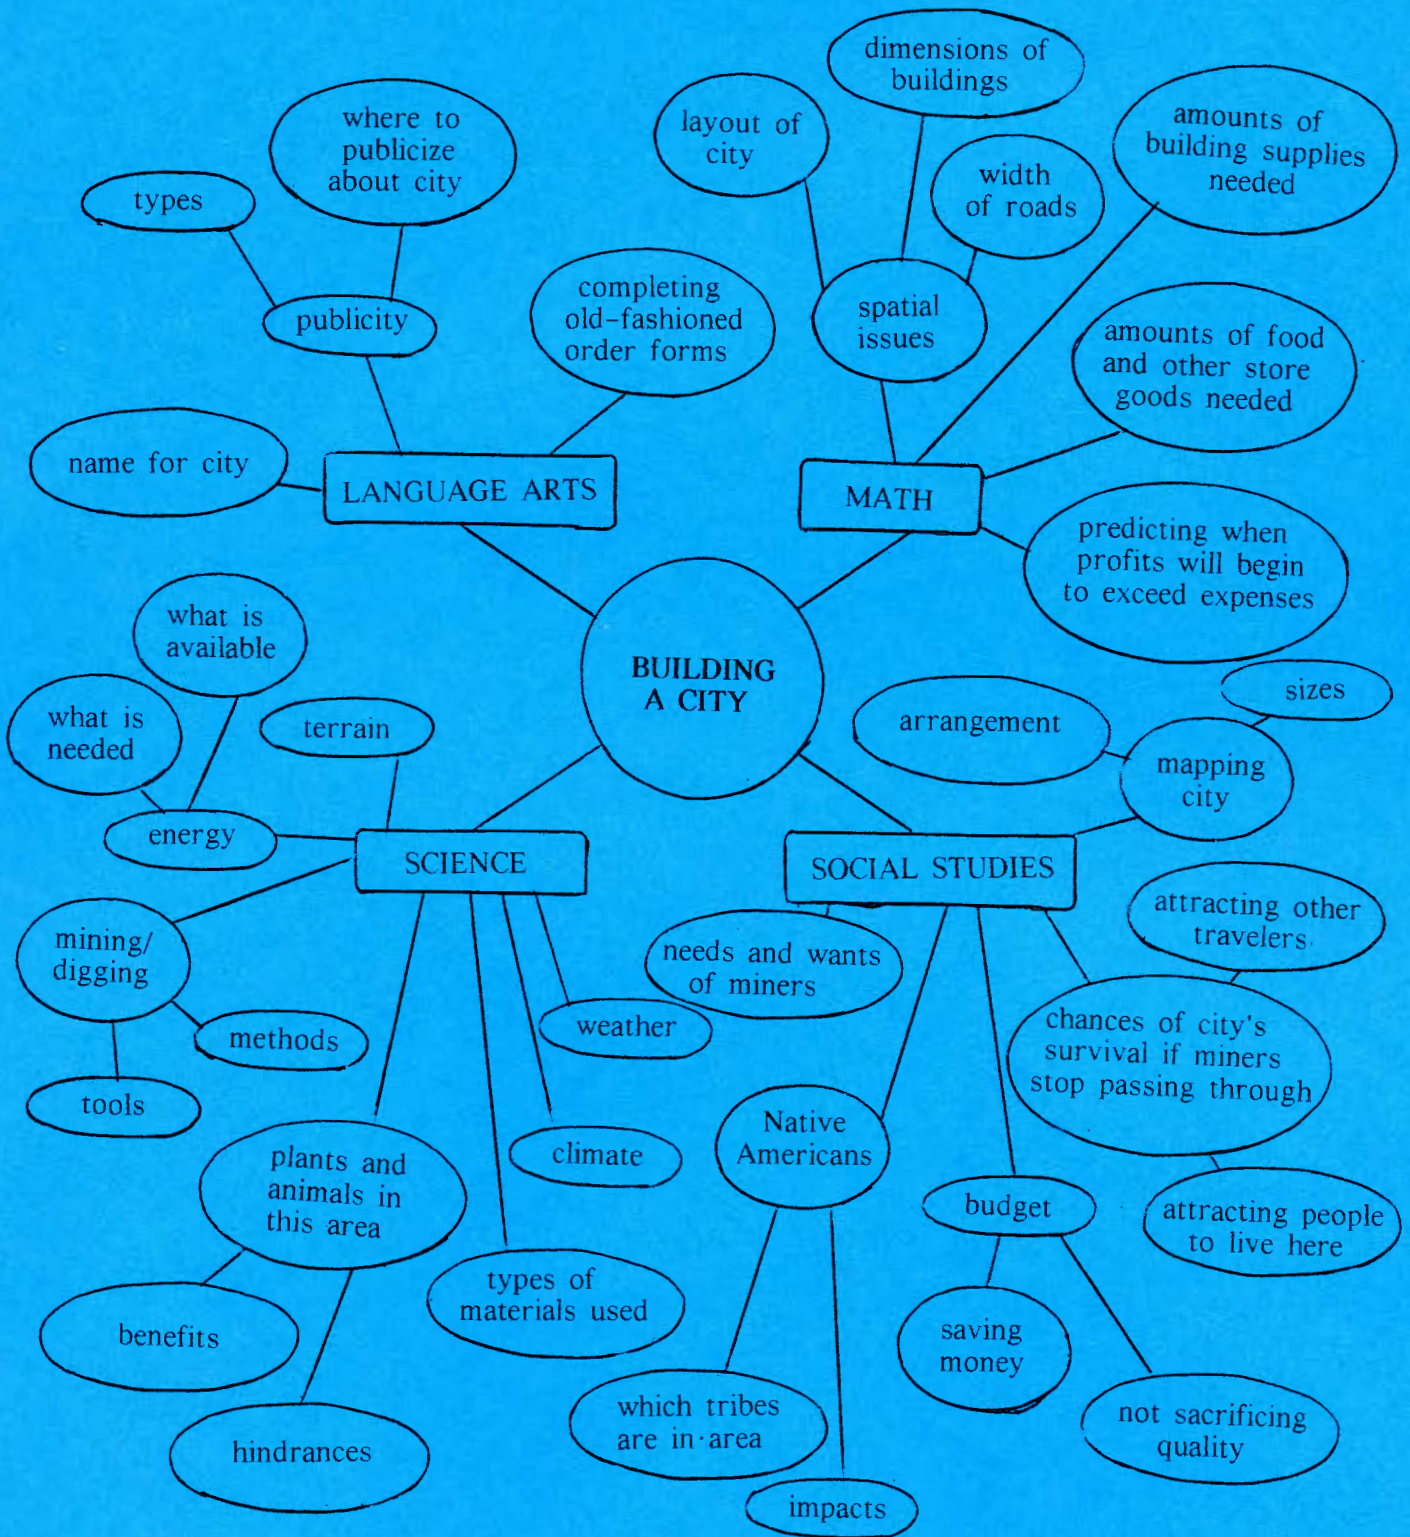 dimensions of
buildings
where to
publicize
about city
layout of
city
amounts of
building supplies
needed
types
width
of roads
publicity
completing
old-fashioned
order forms
spatial
issues
amounts of food
and other store
goods needed
name for city
LANGUAGE ARTS
MATH
predicting when
profits will begin
to exceed expenses
what is
available
BUILDING
A CITY
sizes
what is
needed
terrain
arrangement
mapping
city
energy
SCIENCE
SOCIAL STUDIES
attracting other
travelers
mining/
digging
needs and wants
of miners
methods
weather
chances of city's
survival if miners
stop passing through
tools
Native
Americans
plants and
animals in
this area
climate
budget
attracting people
to live here
types of
materials used
benefits
saving
money
which tribes
are in area
not sacrificing
quality
hindrances
impacts